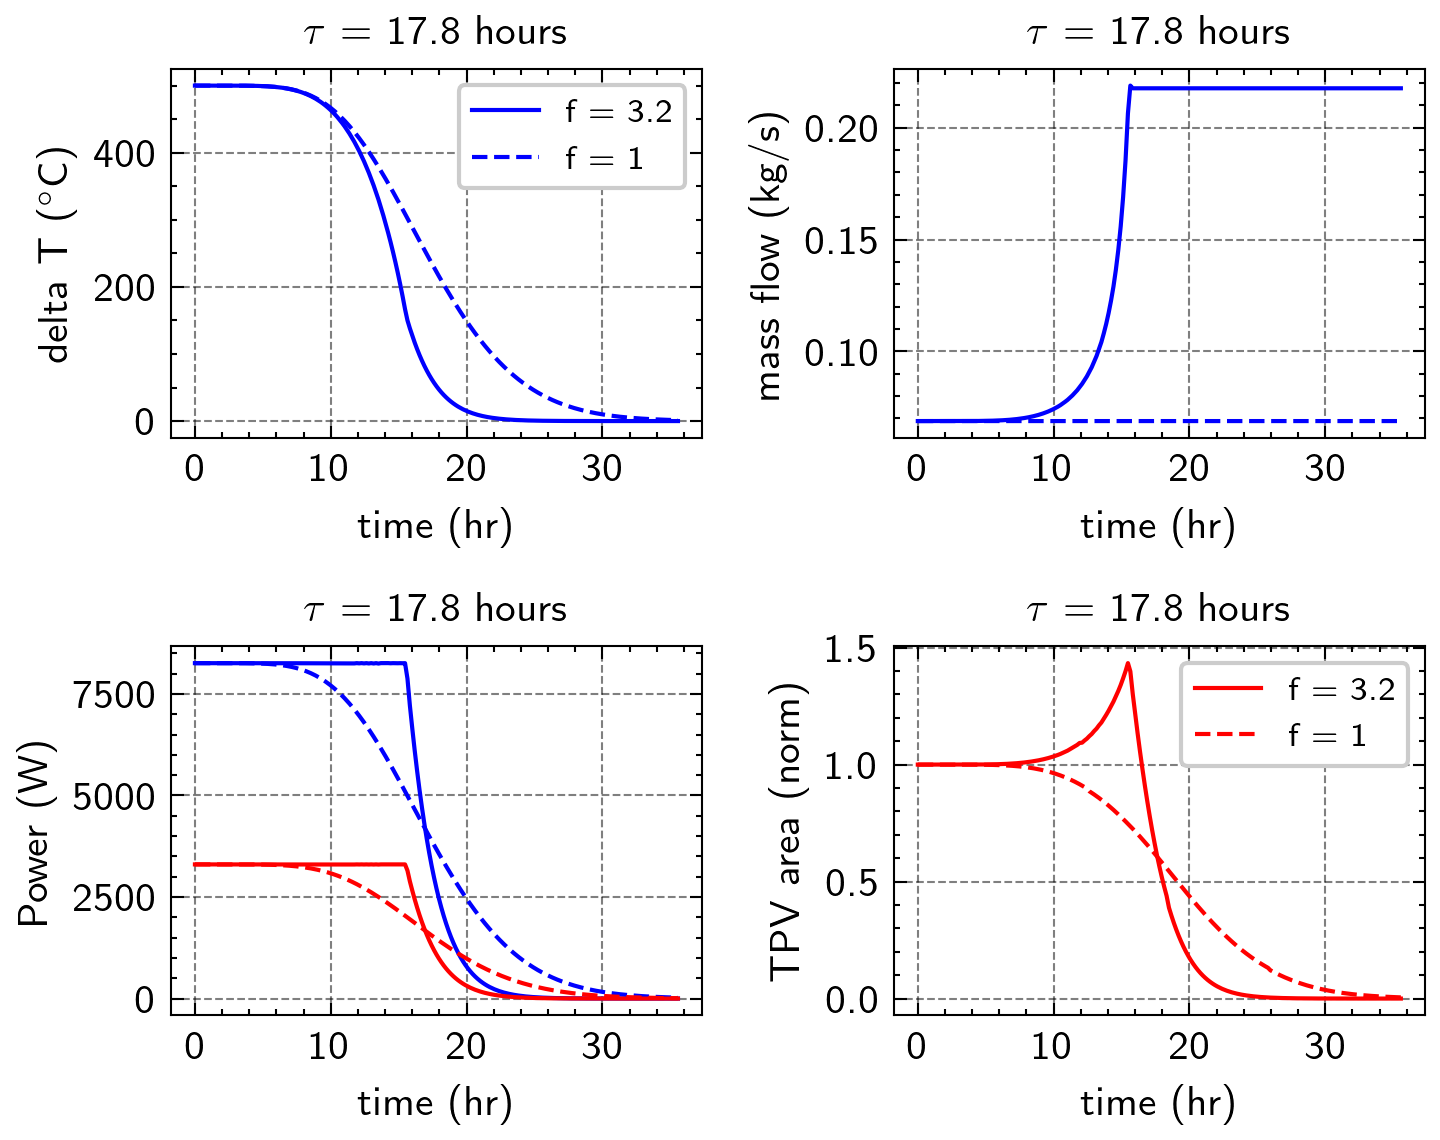 τ = 17.8 hours
delta T (°C)
400
200
0
f = 3.2
f = 1
0 10 20 30
time (hr)
τ = 17.8 hours
mass flow (kg/s)
0.20
0.15
0.10
0 10 20 30
time (hr)
τ = 17.8 hours
Power (W)
7500
5000
2500
0
0 10 20 30
time (hr)
τ = 17.8 hours
TPV area (norm)
1.5
1.0
0.5
0.0
f = 3.2
f = 1
0 10 20 30
time (hr)